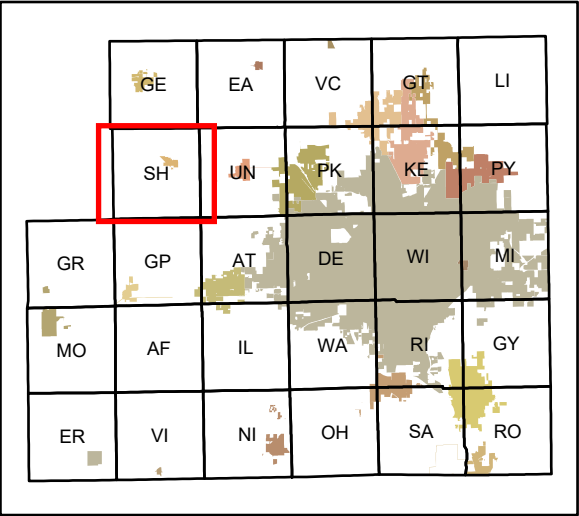 GE EA VC GT LI
SH UN PK KE PY
GR GP AT DE WI MI
MO AF IL WA RI GY
ER VI NI OH SA RO